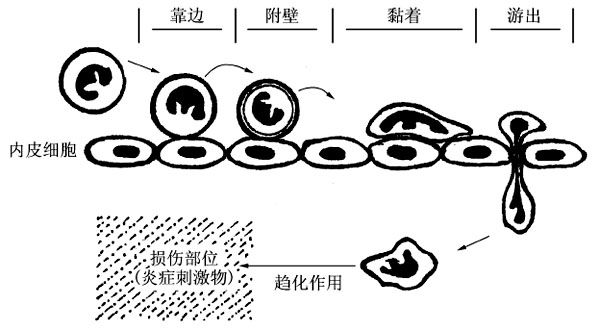 靠边
附壁
黏着
游出
内皮细胞
损伤部位
(炎症刺激物)
趋化作用